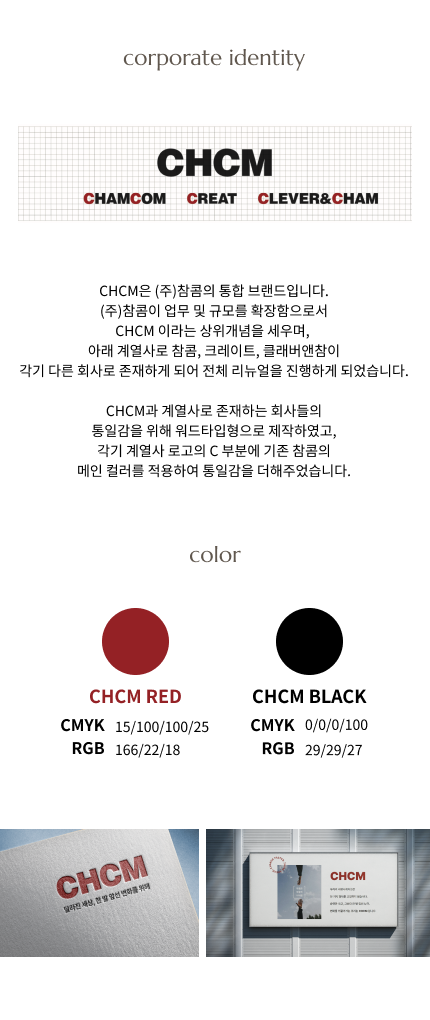 corporate identity
CHCM
CHAMCOM CREAT CLEVER&CHAM
CHCM은 (주)참콤의 통합 브랜드입니다.
(주)참콤이 업무 및 규모를 확장함으로서
CHCM 이라는 상위개념을 세우며,
아래 계열사로 참콤, 크레이트, 클래버앤참이
각기 다른 회사로 존재하게 되어 전체 리뉴얼을 진행하게 되었습니다.
CHCM과 계열사로 존재하는 회사들의
통일감을 위해 워드타입형으로 제작하였고,
각기 계열사 로고의 C 부분에 기존 참콤의
메인 컬러를 적용하여 통일감을 더해주었습니다.
color
CHCM RED
CMYK 15/100/100/25
RGB 166/22/18
CHCM BLACK
CMYK 0/0/0/100
RGB 29/29/27
CHCM
달라진 세상, 한 발 앞선 변화를 위해
CHCM